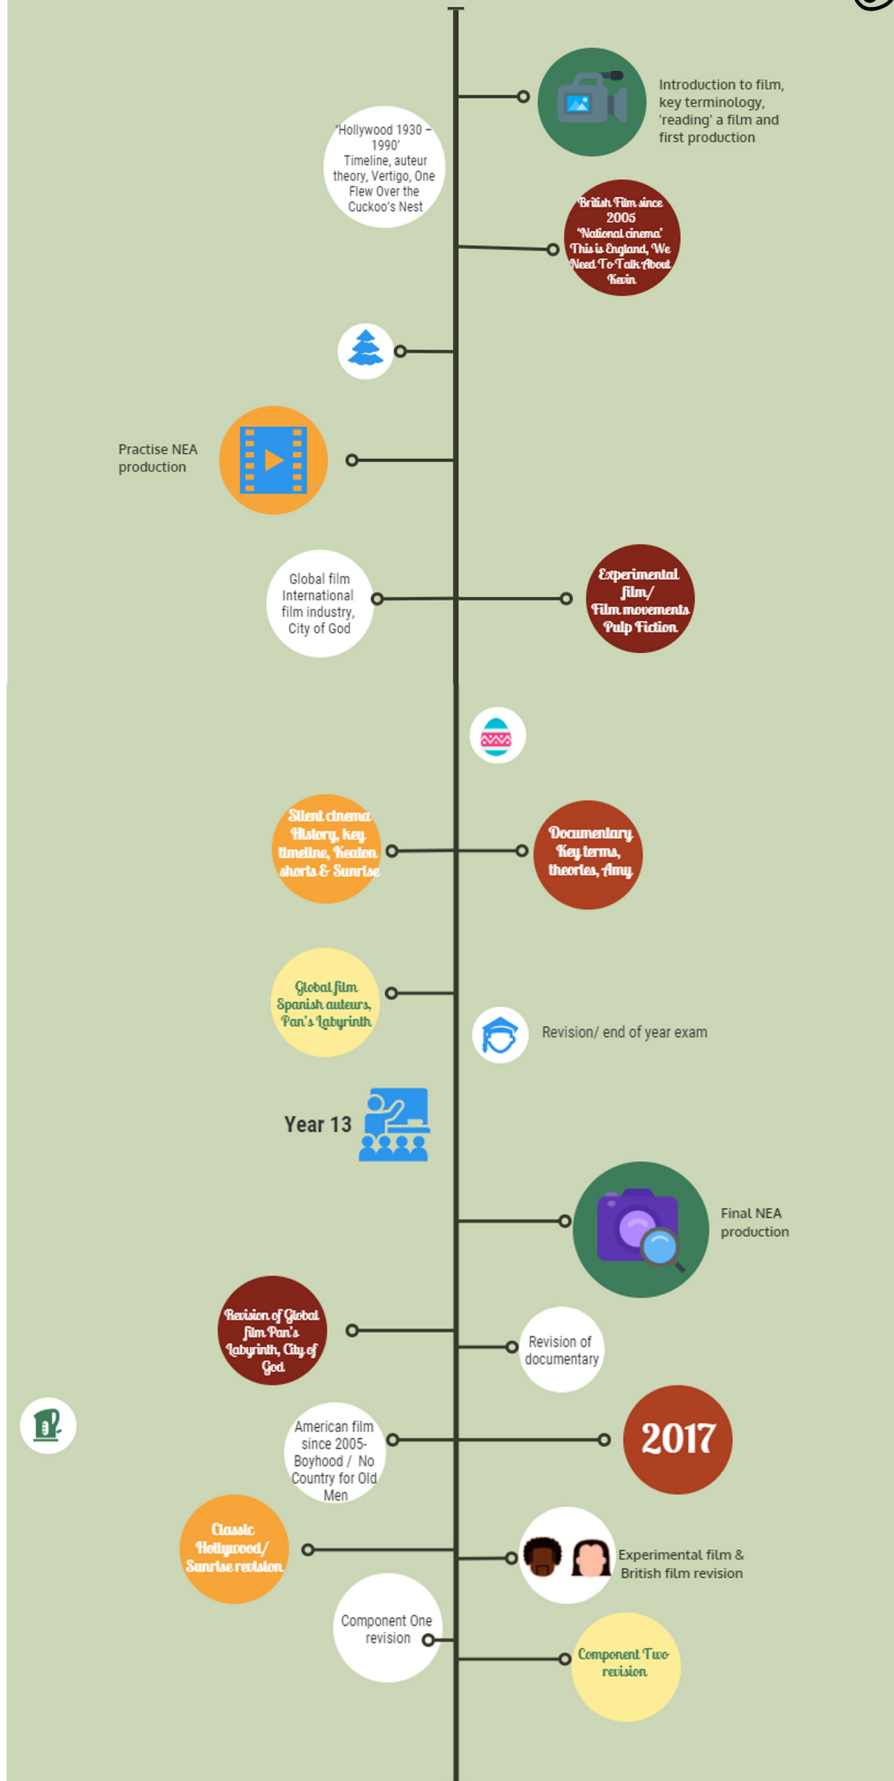 Introduction to film,
key terminology,
'reading' a film and
first production
'Hollywood 1930 –
1990'
Timeline, auteur
theory, Vertigo, One
Flew Over the
Cuckoo's Nest
British Film since
2005
'National cinema'
This is England, We
Need To Talk About
Kevin
Practise NEA
production
Global film
International
film industry,
City of God
Experimental
film/
Film movements
Pulp Fiction
Silent cinema
History, key
timeline, Keaton
shorts & Sunrise
Documentary
Key terms,
theories, Amy
Global film
Spanish auteurs,
Pan's Labyrinth
Revision/ end of year exam
Year 13
Final NEA
production
Revision of Global
film Pan's
Labyrinth, City of
God
Revision of
documentary
American film
since 2005-
Boyhood / No
Country for Old
Men
2017
Classic
Hollywood/
Sunrise revision
Experimental film &
British film revision
Component One
revision
Component Two
revision